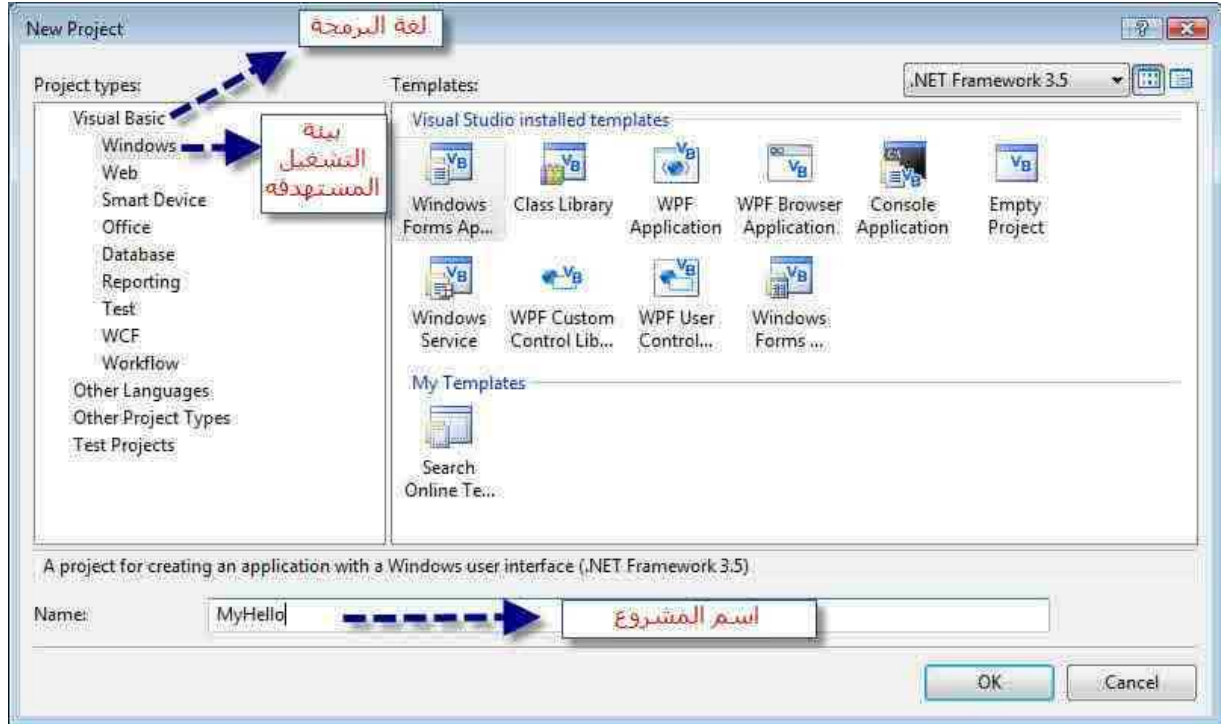 New Project
لغة البرمجة
Project types:
Templates:
.NET Framework 3.5
Visual Basic
Windows
Web
Smart Device
Office
Database
Reporting
Test
WCF
Workflow
Other Languages
Other Project Types
Test Projects
بيئة
التشغيل
المستهدفه
Visual Studio installed templates
Windows
Forms Ap...
Class Library
WPF
Application
WPF Browser
Application
Console
Application
Empty
Project
Windows
Service
WPF Custom
Control Lib...
WPF User
Control...
Windows
Forms ...
My Templates
Search
Online Te...
A project for creating an application with a Windows user interface (.NET Framework 3.5)
Name:
MyHello
اسم المشروع
OK
Cancel